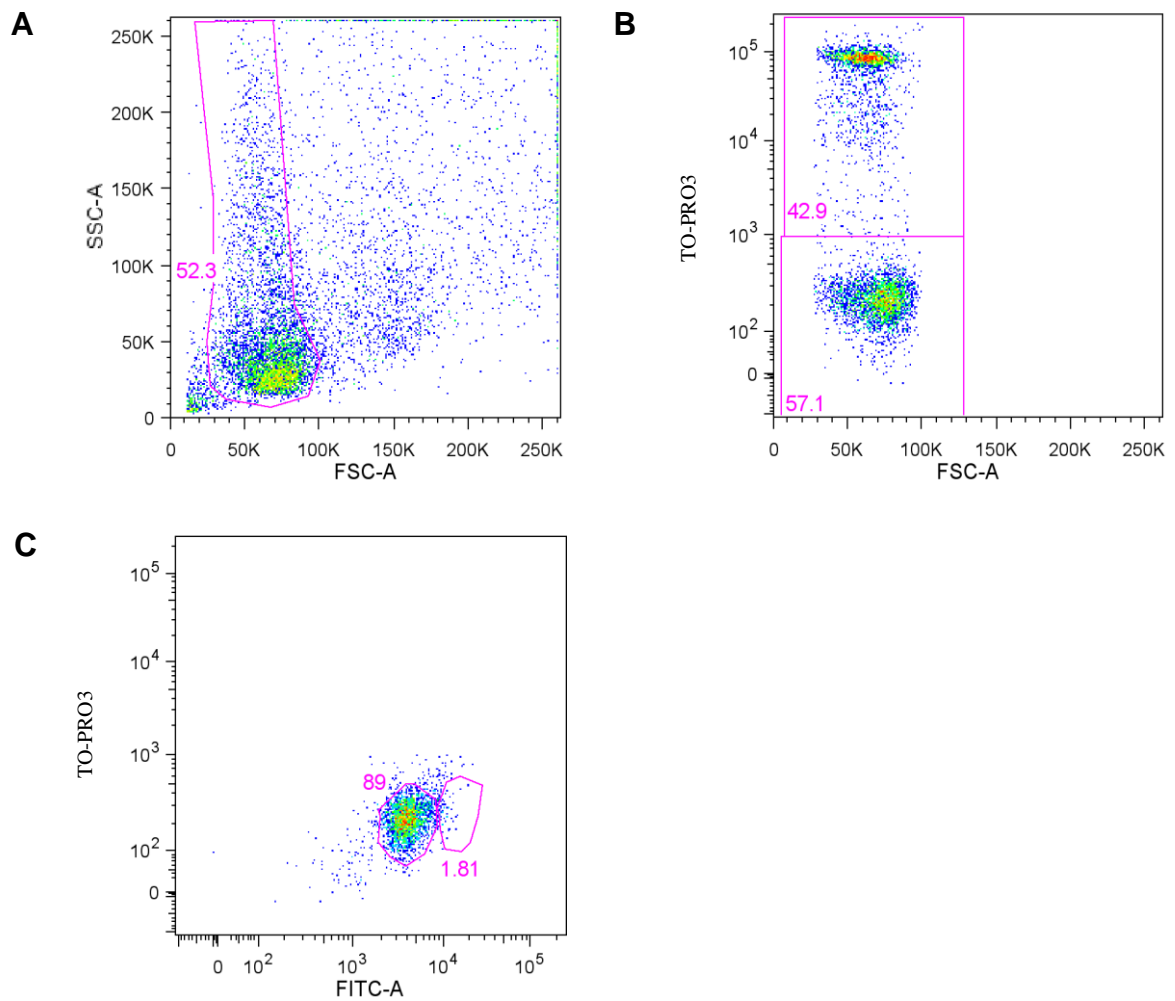 A
250K
200K
150K
100K
50K
0
SSC-A
52.3
0 50K 100K 150K 200K 250K
FSC-A
B
10^5
10^4
10^3
10^2
0
TO-PRO3
42.9
57.1
0 50K 100K 150K 200K 250K
FSC-A
C
10^5
10^4
10^3
10^2
0
TO-PRO3
89
1.81
0 10^2 10^3 10^4 10^5
FITC-A